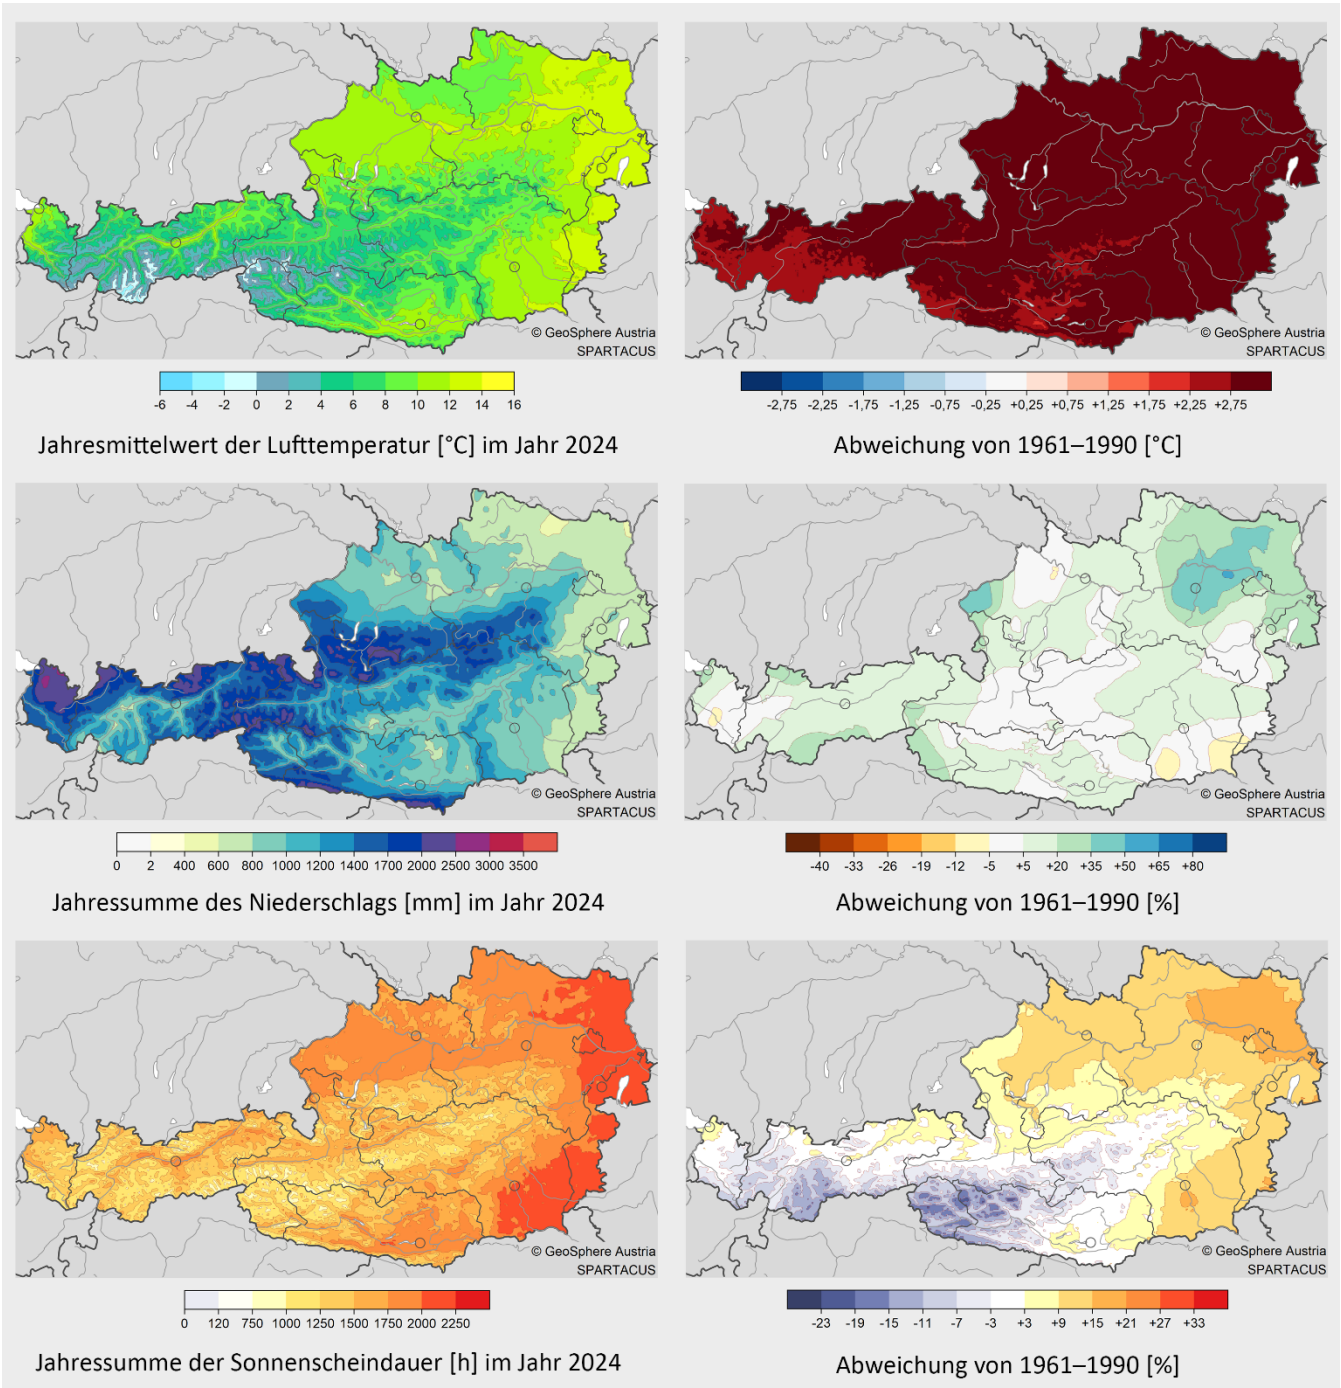 © GeoSphere Austria
SPARTACUS
© GeoSphere Austria
SPARTACUS
-6 -4 -2 0 2 4 6 8 10 12 14 16
-2,75 -2,25 -1,75 -1,25 -0,75 -0,25 +0,25 +0,75 +1,25 +1,75 +2,25 +2,75
Jahresmittelwert der Lufttemperatur [°C] im Jahr 2024
Abweichung von 1961–1990 [°C]
© GeoSphere Austria
SPARTACUS
© GeoSphere Austria
SPARTACUS
0 2 400 600 800 1000 1200 1400 1700 2000 2500 3000 3500
-40 -33 -26 -19 -12 -5 +5 +20 +35 +50 +65 +80
Jahressumme des Niederschlags [mm] im Jahr 2024
Abweichung von 1961–1990 [%]
© GeoSphere Austria
SPARTACUS
© GeoSphere Austria
SPARTACUS
0 120 750 1000 1250 1500 1750 2000 2250
-23 -19 -15 -11 -7 -3 +3 +9 +15 +21 +27 +33
Jahressumme der Sonnenscheindauer [h] im Jahr 2024
Abweichung von 1961–1990 [%]